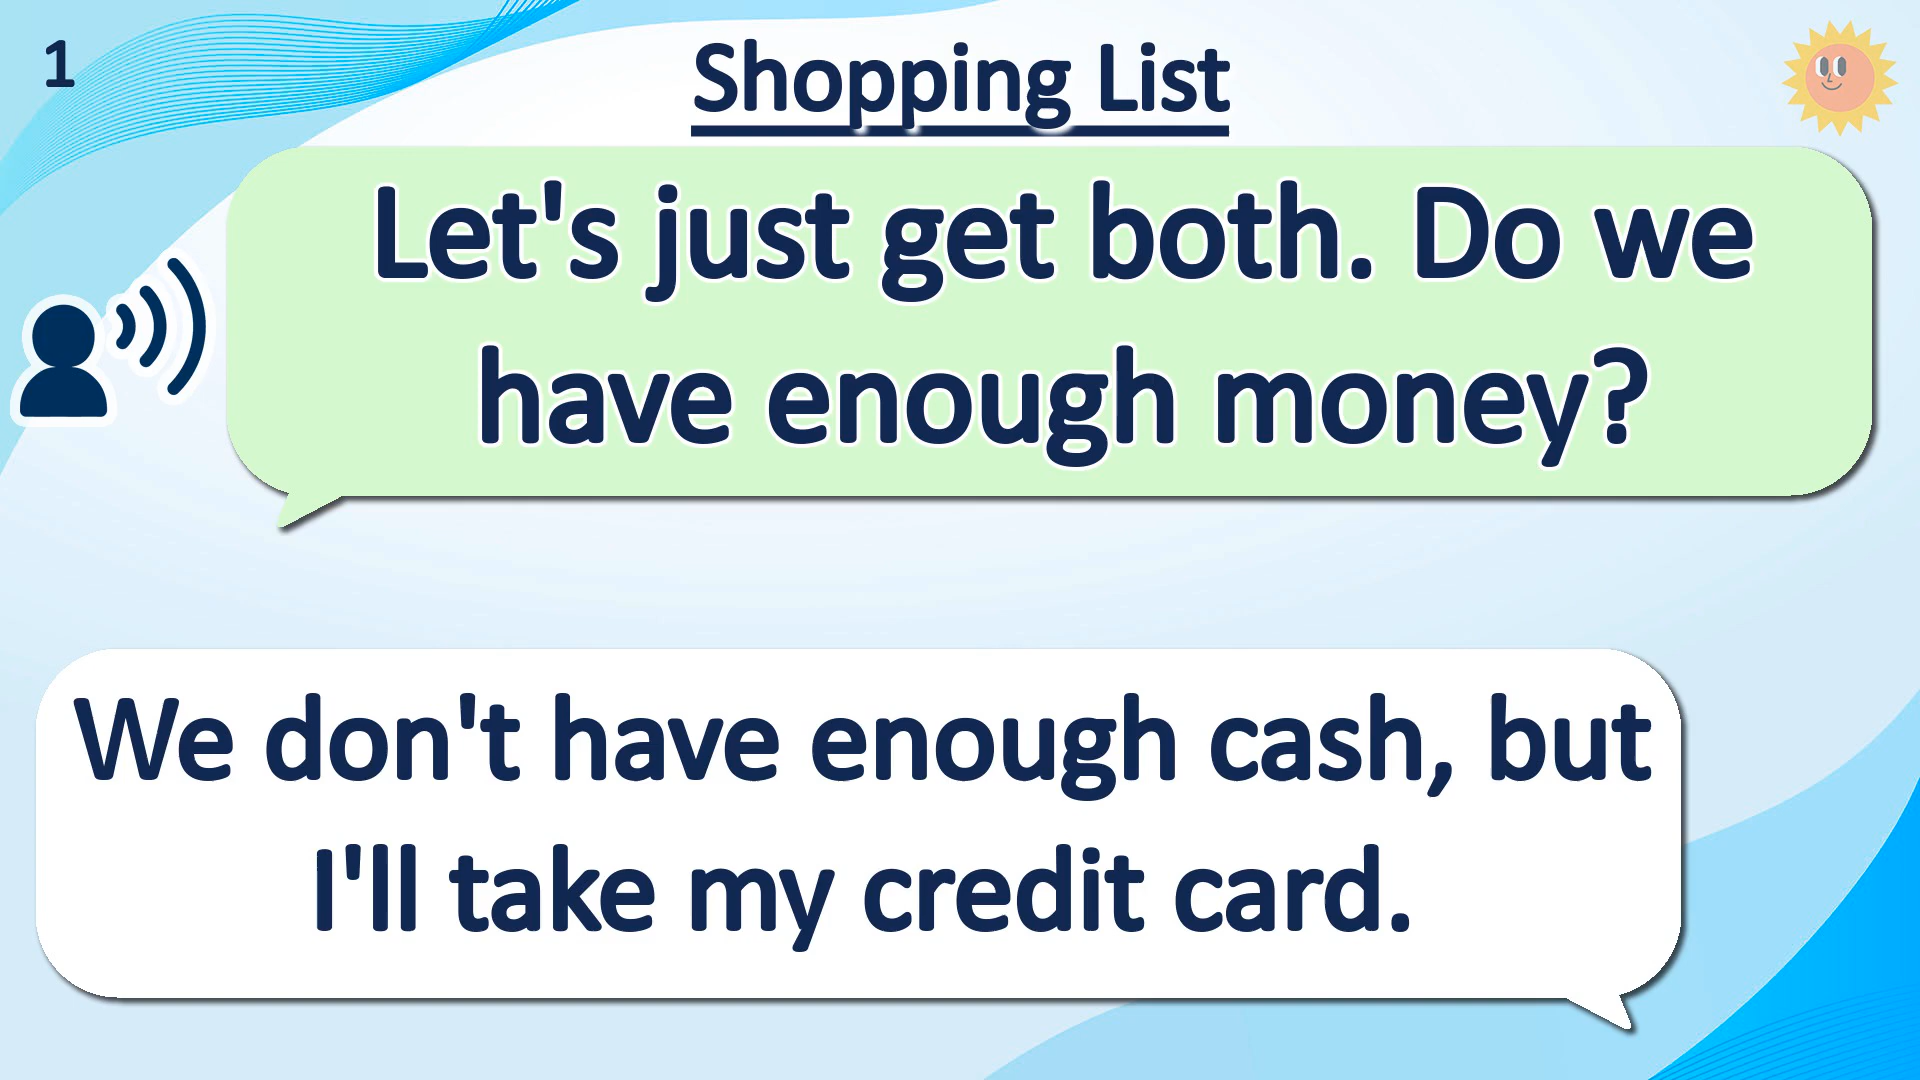 1
Shopping List
Let's just get both. Do we
have enough money?
We don't have enough cash, but
I'll take my credit card.